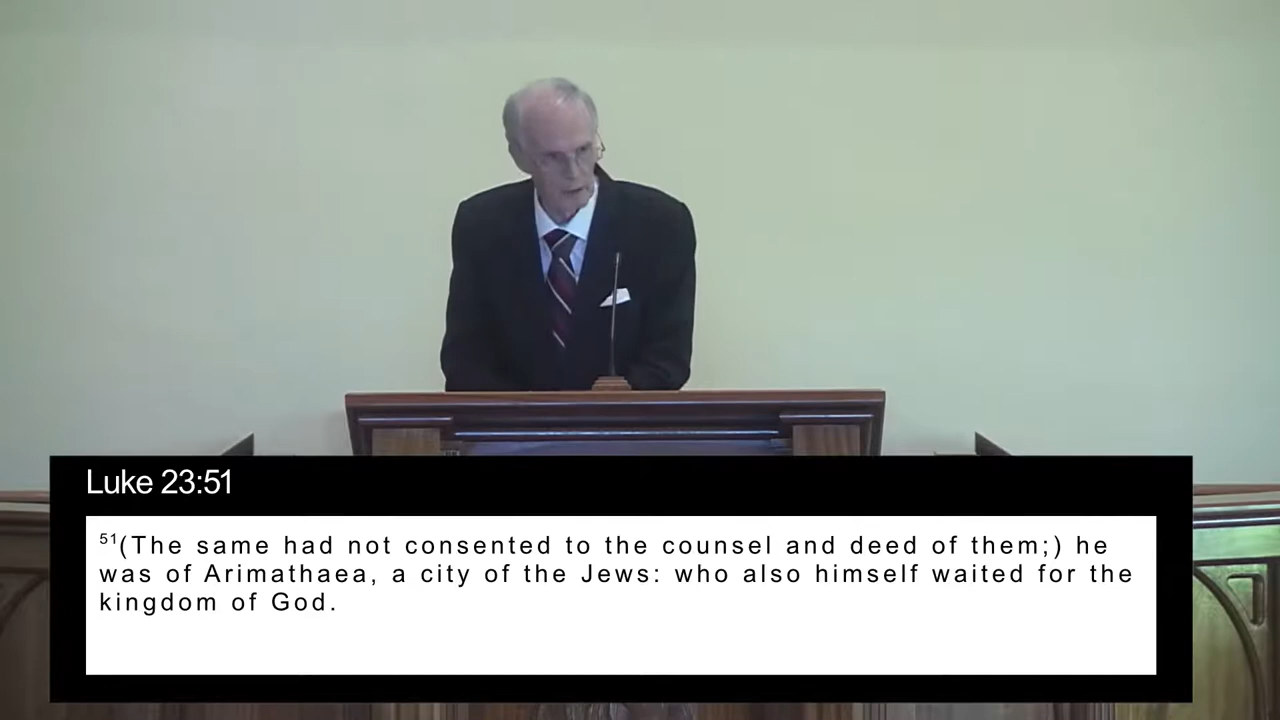 Luke 23:51
51(The same had not consented to the counsel and deed of them;) he
was of Arimathaea, a city of the Jews: who also himself waited for the
kingdom of God.